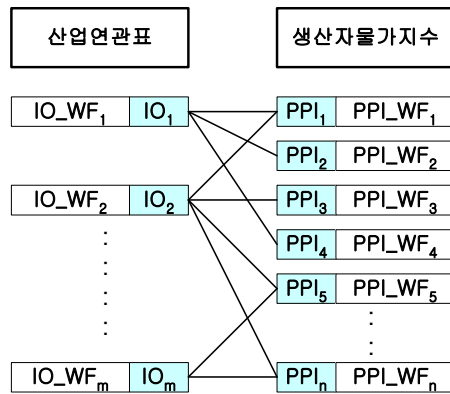 산업연관표 생산자물가지수
IO_WF₁ IO₁ PPI₁ PPI_WF₁
PPI₂ PPI_WF₂
IO_WF₂ IO₂ PPI₃ PPI_WF₃
PPI₄ PPI_WF₄
PPI₅ PPI_WF₅
IO_WFₘ IOₘ PPIₙ PPI_WFₙ